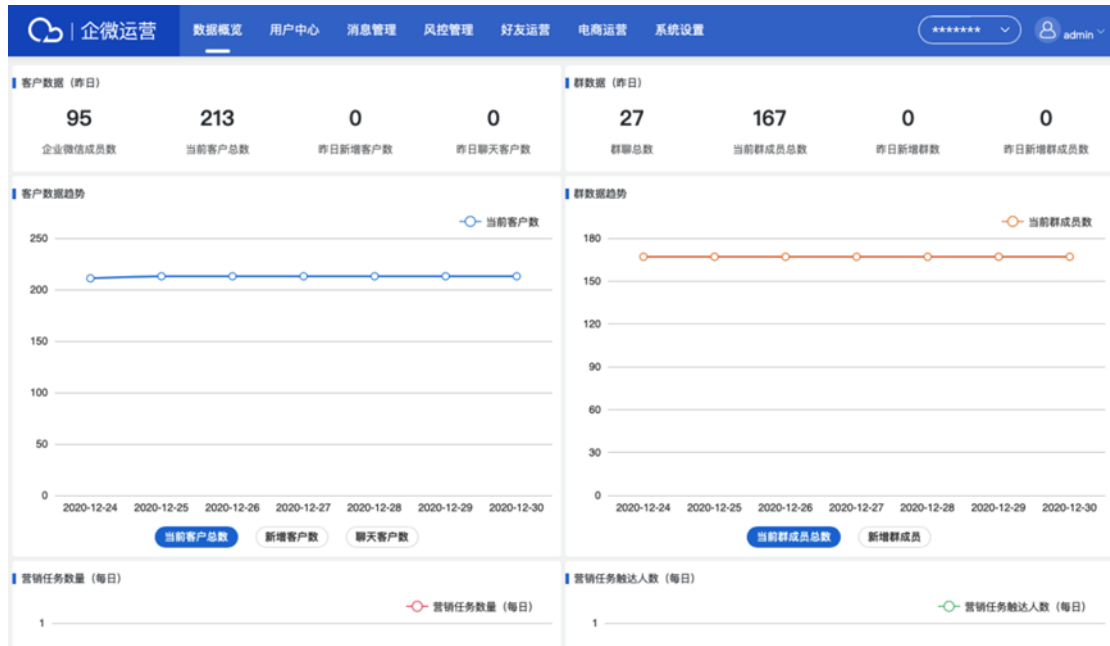 企微运营 数据概览 用户中心 消息管理 风控管理 好友运营 电商运营 系统设置 ******* admin
客户数据（昨日）
95 213 0 0
企业微信成员数 当前客户总数 昨日新增客户数 昨日聊天客户数
群数据（昨日）
27 167 0 0
群聊总数 当前群成员总数 昨日新增群数 昨日新增群成员数
客户数据趋势
当前客户数
250
200
150
100
50
0
2020-12-24 2020-12-25 2020-12-26 2020-12-27 2020-12-28 2020-12-29 2020-12-30
当前客户总数 新增客户数 聊天客户数
群数据趋势
当前群成员数
180
150
120
90
60
30
0
2020-12-24 2020-12-25 2020-12-26 2020-12-27 2020-12-28 2020-12-29 2020-12-30
当前群成员总数 新增群成员
营销任务数量（每日）
营销任务数量（每日）
1
营销任务触达人数（每日）
营销任务触达人数（每日）
1